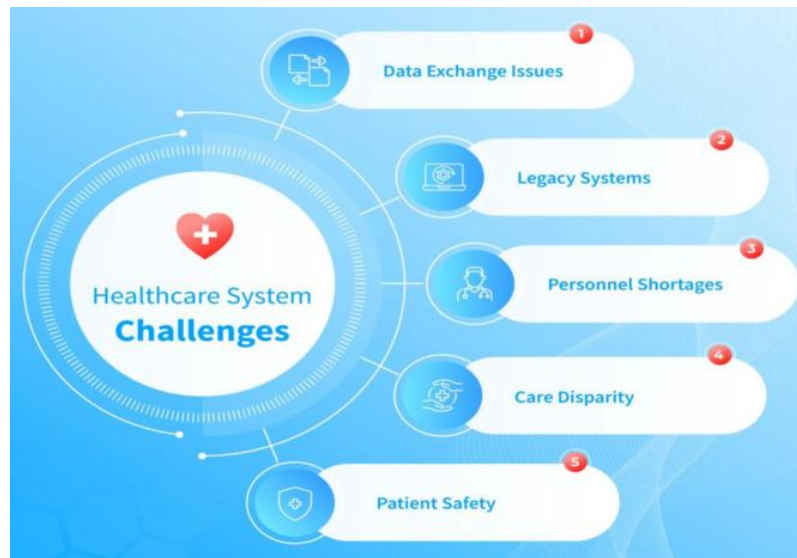 Healthcare System
Challenges
1
Data Exchange Issues
2
Legacy Systems
3
Personnel Shortages
4
Care Disparity
5
Patient Safety